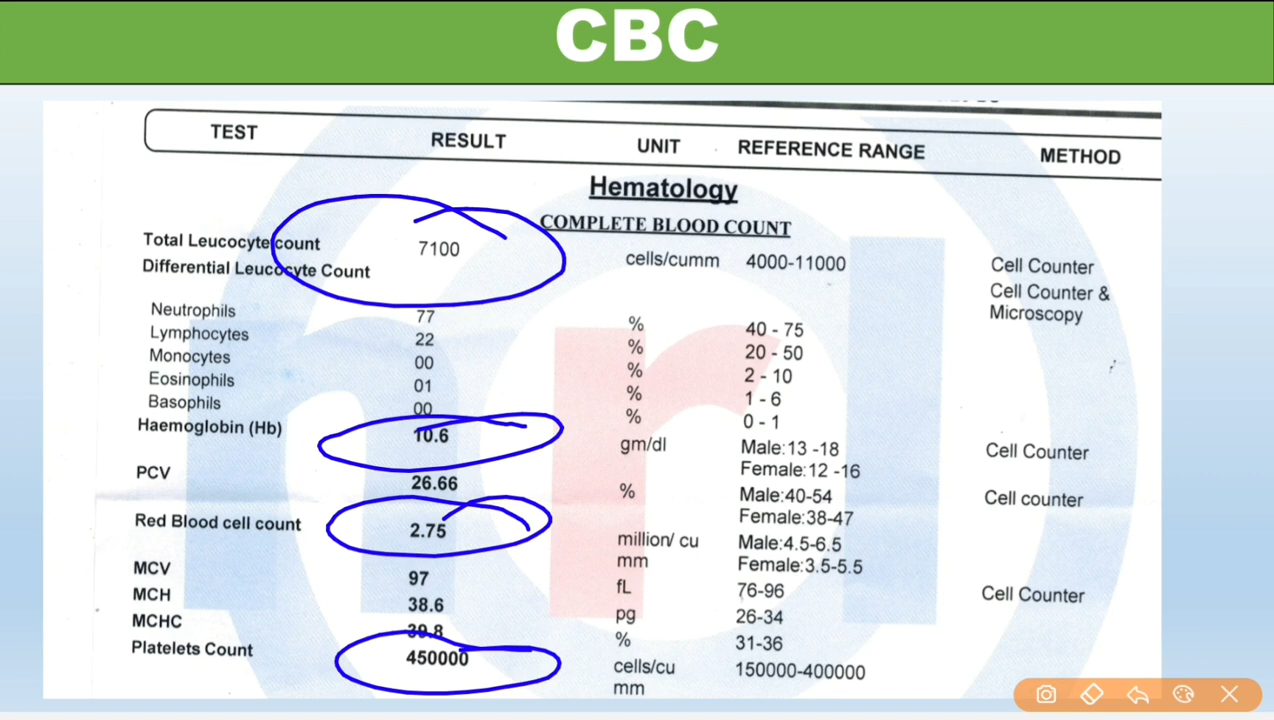 CBC
TEST RESULT UNIT REFERENCE RANGE METHOD
Hematology
COMPLETE BLOOD COUNT
Total Leucocyte count 7100 cells/cumm 4000-11000 Cell Counter
Differential Leucocyte Count Cell Counter &
Microscopy
Neutrophils 77 % 40 - 75
Lymphocytes 22 % 20 - 50
Monocytes 00 % 2 - 10
Eosinophils 01 % 1 - 6
Basophils 00 % 0 - 1
Haemoglobin (Hb) 10.6 gm/dl Male:13 -18 Cell Counter
Female:12 -16
PCV 26.66 % Male:40-54 Cell counter
Female:38-47
Red Blood cell count 2.75 million/ cu Male:4.5-6.5
mm Female:3.5-5.5
MCV 97 fL 76-96 Cell Counter
MCH 38.6 pg 26-34
MCHC 39.8 % 31-36
Platelets Count 450000 cells/cu 150000-400000
mm
nrl